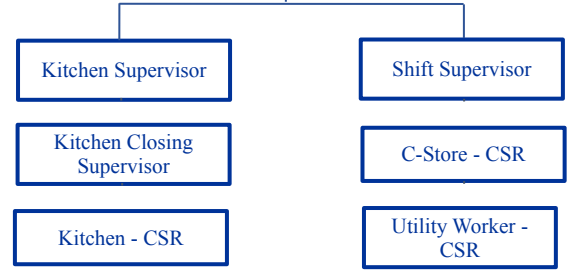 Kitchen Supervisor
Shift Supervisor
Kitchen Closing
Supervisor
C-Store - CSR
Kitchen - CSR
Utility Worker -
CSR